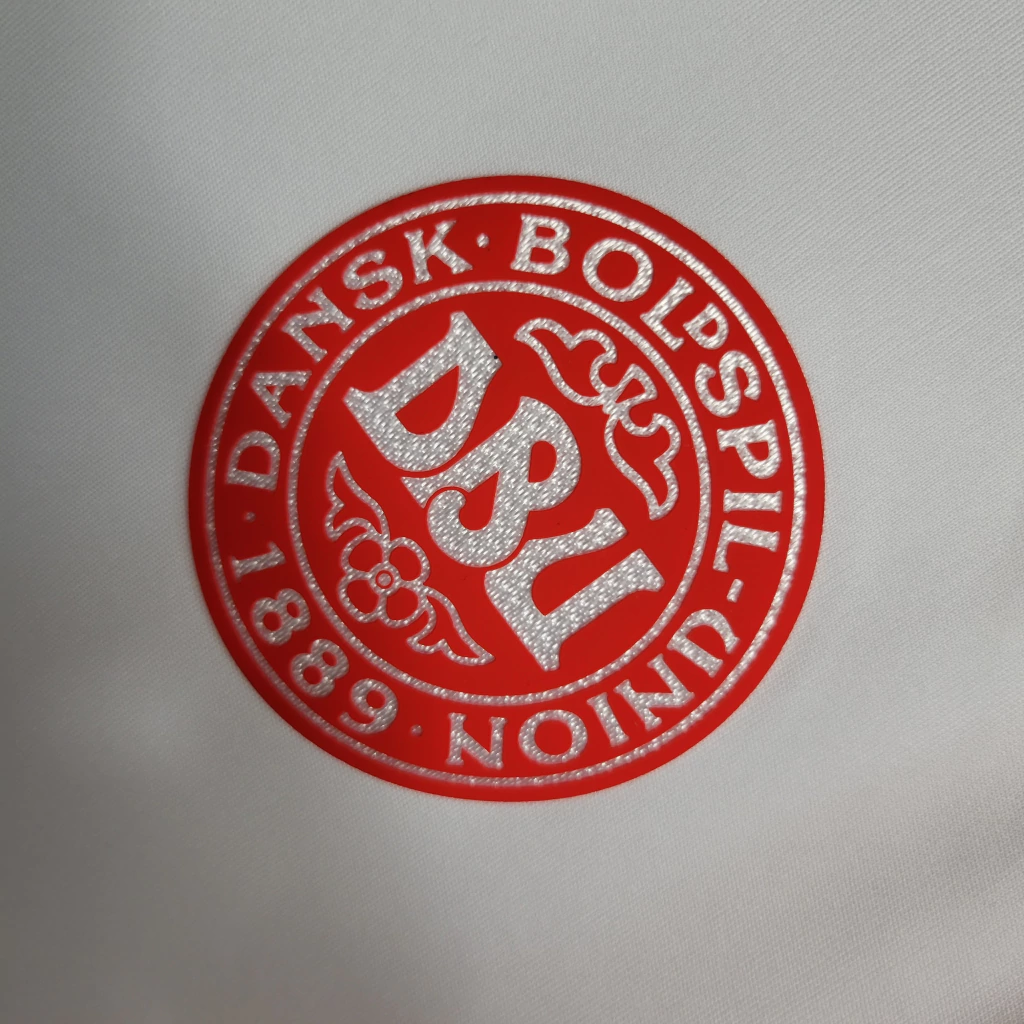 DANSK · BOLDSPIL-UNION · 1889 ·
DBU